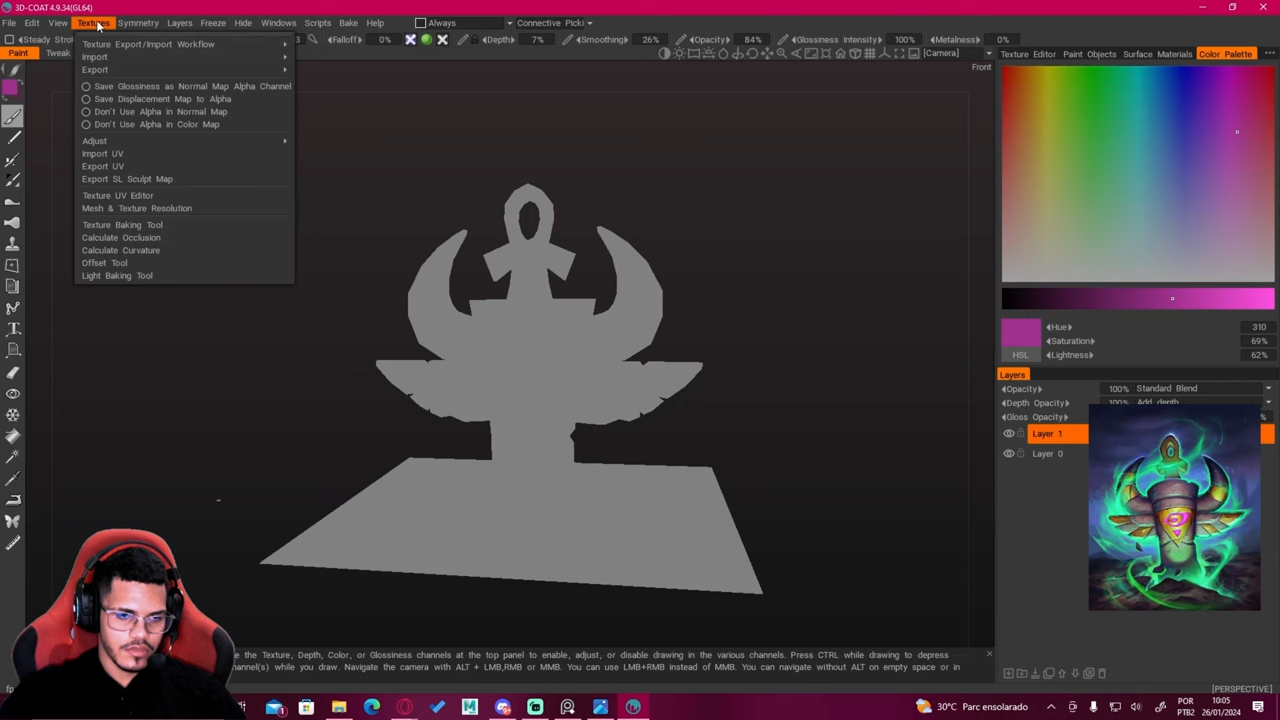 3D-COAT 4.9.34(GL64)
File Edit View Textures Symmetry Layers Freeze Hide Windows Scripts Bake Help Always Connective Picki
Steady Strok 3 Falloff 0% Depth 7% Smoothing 26% Opacity 84% Glossiness Intensity 100% Metalness 0%
Paint Tweak [Camera] Texture Editor Paint Objects Surface Materials Color Palette
Front
Texture Export/Import Workflow
Import
Export
Save Glossiness as Normal Map Alpha Channel
Save Displacement Map to Alpha
Don't Use Alpha in Normal Map
Don't Use Alpha in Color Map
Adjust
Import UV
Export UV
Export SL Sculpt Map
Texture UV Editor
Mesh & Texture Resolution
Texture Baking Tool
Calculate Occlusion
Calculate Curvature
Offset Tool
Light Baking Tool
Hue 310
Saturation 69%
HSL Lightness 62%
Layers
Opacity 100% Standard Blend
Depth Opacity 100% Add depth
Gloss Opacity %
Layer 1
Layer 0
e the Texture, Depth, Color, or Glossiness channels at the top panel to enable, or disable drawing in the various channels. Press CTRL while drawing to depress
hannel(s) while you draw. Navigate the camera with ALT + LMB,RMB or MMB. You can use LMB+RMB instead of MMB. You can navigate without ALT on empty space or in
fp [PERSPECTIVE]
30°C Parc ensolarado
POR
PTB2
10:05
26/01/2024